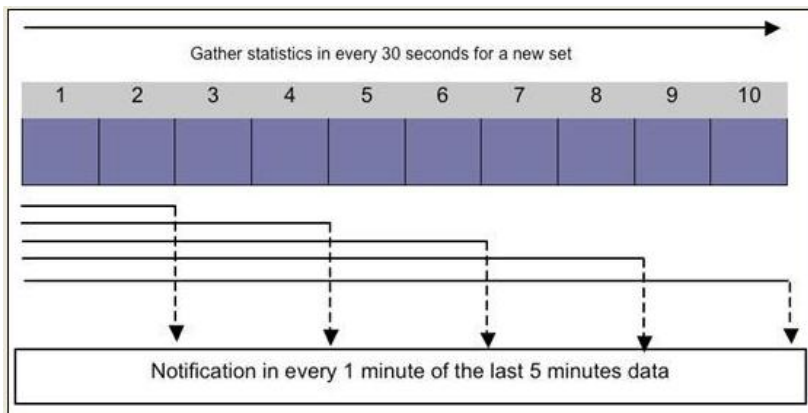 Gather statistics in every 30 seconds for a new set
1 2 3 4 5 6 7 8 9 10
Notification in every 1 minute of the last 5 minutes data